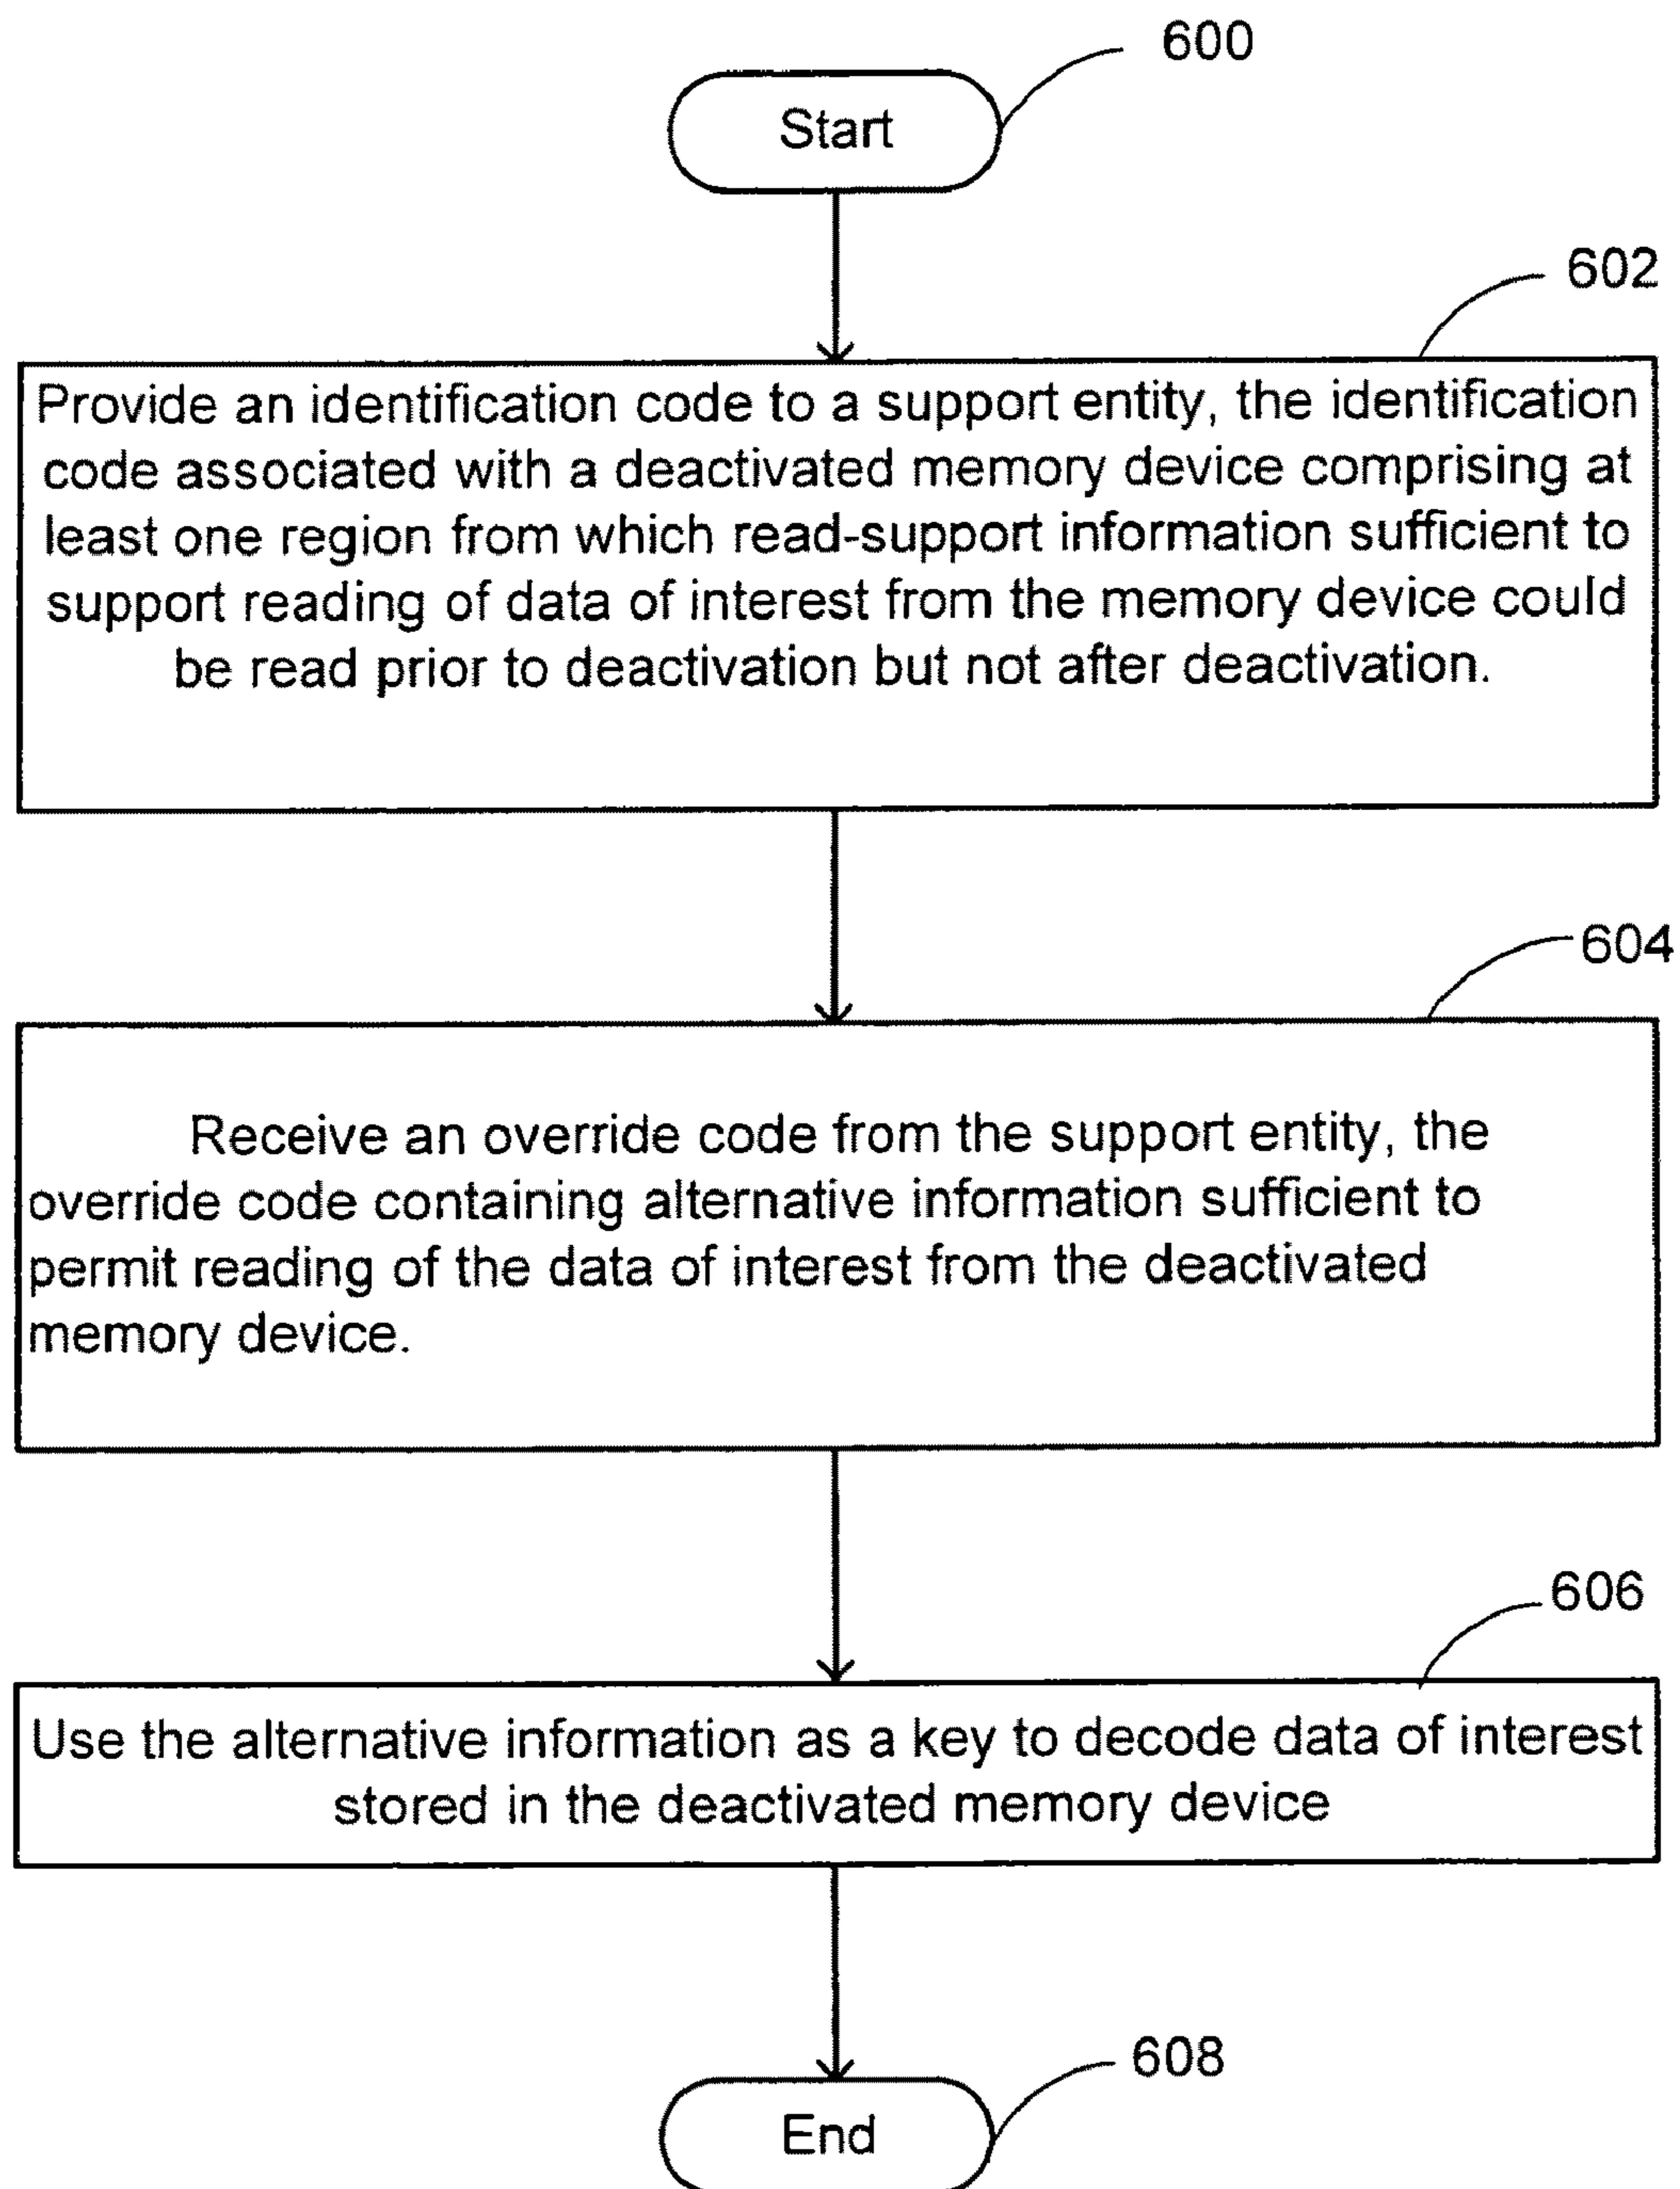 600
Start
602
Provide an identification code to a support entity, the identification
code associated with a deactivated memory device comprising at
least one region from which read-support information sufficient to
support reading of data of interest from the memory device could
be read prior to deactivation but not after deactivation.
604
Receive an override code from the support entity, the
override code containing alternative information sufficient to
permit reading of the data of interest from the deactivated
memory device.
606
Use the alternative information as a key to decode data of interest
stored in the deactivated memory device
608
End